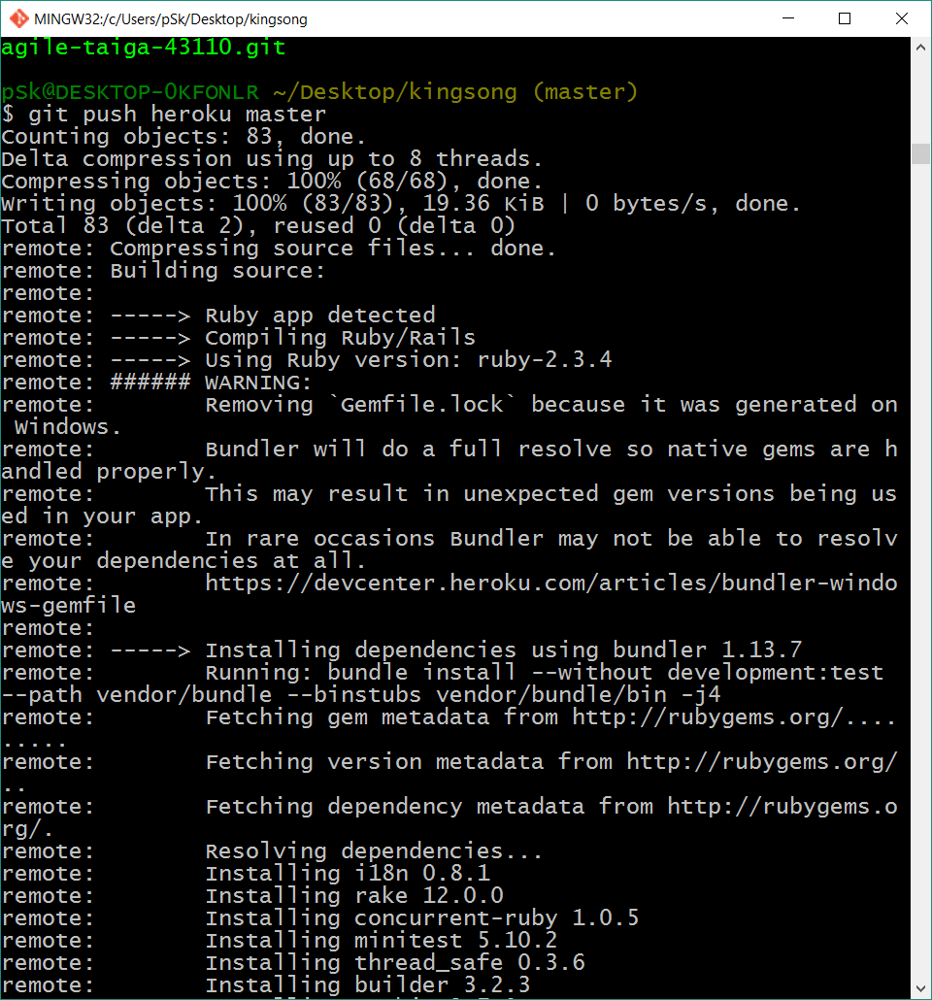 MINGW32:/c/Users/pSk/Desktop/kingsong
agile-taiga-43110.git
pSk@DESKTOP-0KFONLR ~/Desktop/kingsong (master)
$ git push heroku master
Counting objects: 83, done.
Delta compression using up to 8 threads.
Compressing objects: 100% (68/68), done.
Writing objects: 100% (83/83), 19.36 KiB | 0 bytes/s, done.
Total 83 (delta 2), reused 0 (delta 0)
remote: Compressing source files... done.
remote: Building source:
remote:
remote: -----> Ruby app detected
remote: -----> Compiling Ruby/Rails
remote: -----> Using Ruby version: ruby-2.3.4
remote: ###### WARNING:
remote:        Removing `Gemfile.lock` because it was generated on
 Windows.
remote:        Bundler will do a full resolve so native gems are h
andled properly.
remote:        This may result in unexpected gem versions being us
ed in your app.
remote:        In rare occasions Bundler may not be able to resolv
e your dependencies at all.
remote:        https://devcenter.heroku.com/articles/bundler-windo
ws-gemfile
remote:
remote: -----> Installing dependencies using bundler 1.13.7
remote:        Running: bundle install --without development:test
--path vendor/bundle --binstubs vendor/bundle/bin -j4
remote:        Fetching gem metadata from http://rubygems.org/....
.....
remote:        Fetching version metadata from http://rubygems.org/
..
remote:        Fetching dependency metadata from http://rubygems.o
rg/.
remote:        Resolving dependencies...
remote:        Installing i18n 0.8.1
remote:        Installing rake 12.0.0
remote:        Installing concurrent-ruby 1.0.5
remote:        Installing minitest 5.10.2
remote:        Installing thread_safe 0.3.6
remote:        Installing builder 3.2.3